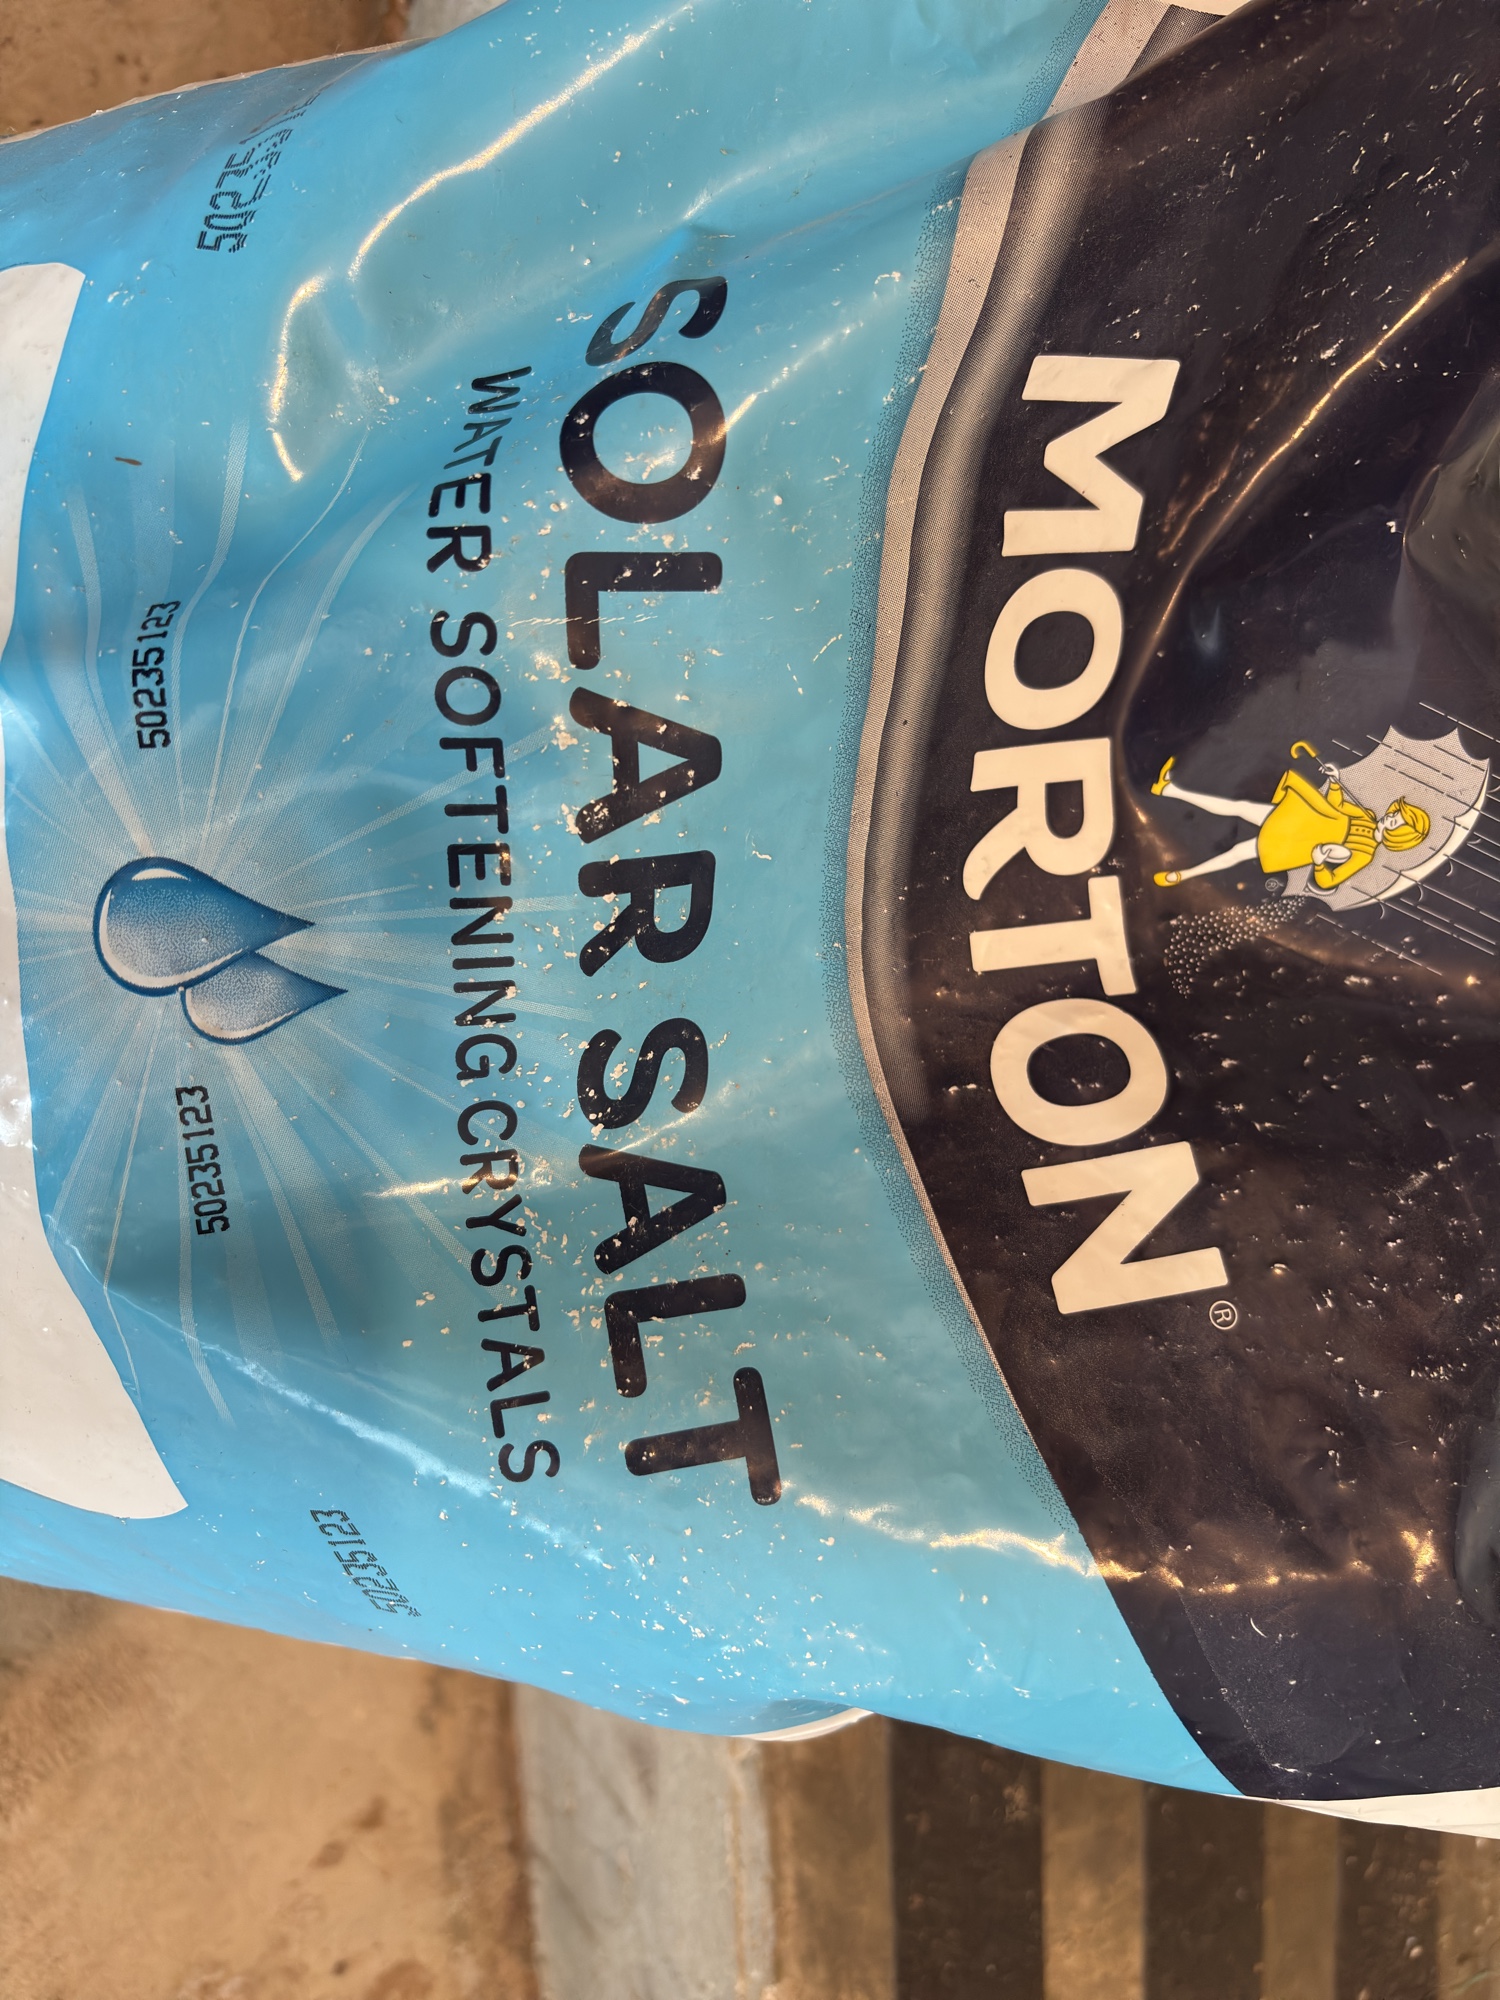 MORTON®
SOLAR SALT
WATER SOFTENING CRYSTALS
50235123
50235123
50235123